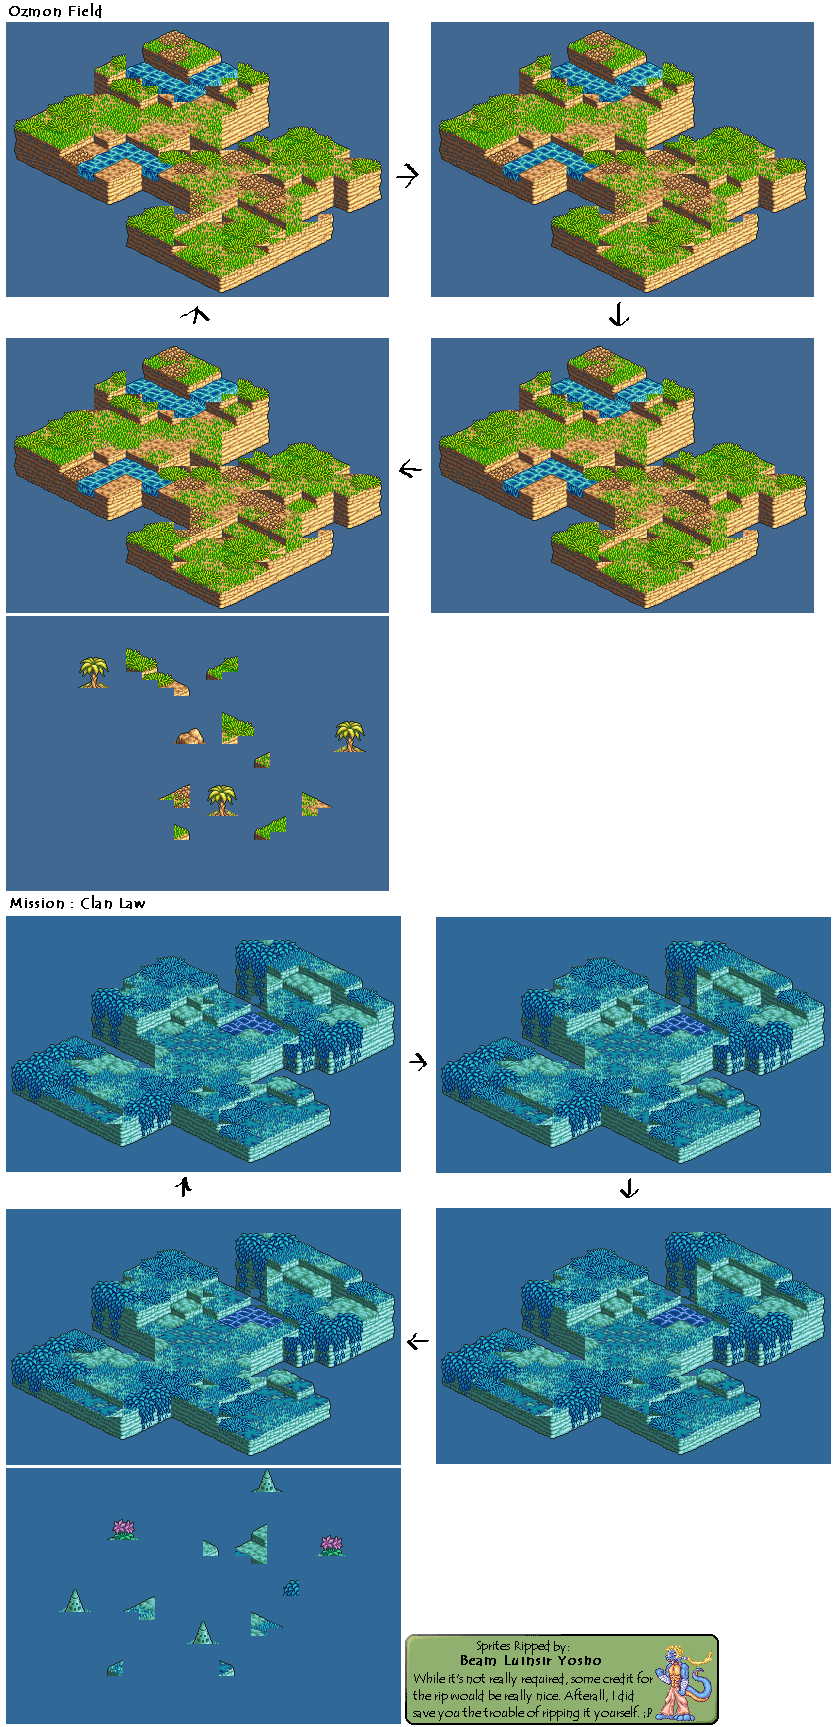 Ozmon Field
Mission : Clan Law
Sprites Ripped by:
Beam Luinsir Yosho
While it's not really required, some credit for
the rip would be really nice. Afterall, I did
save you the trouble of ripping it yourself. ;P